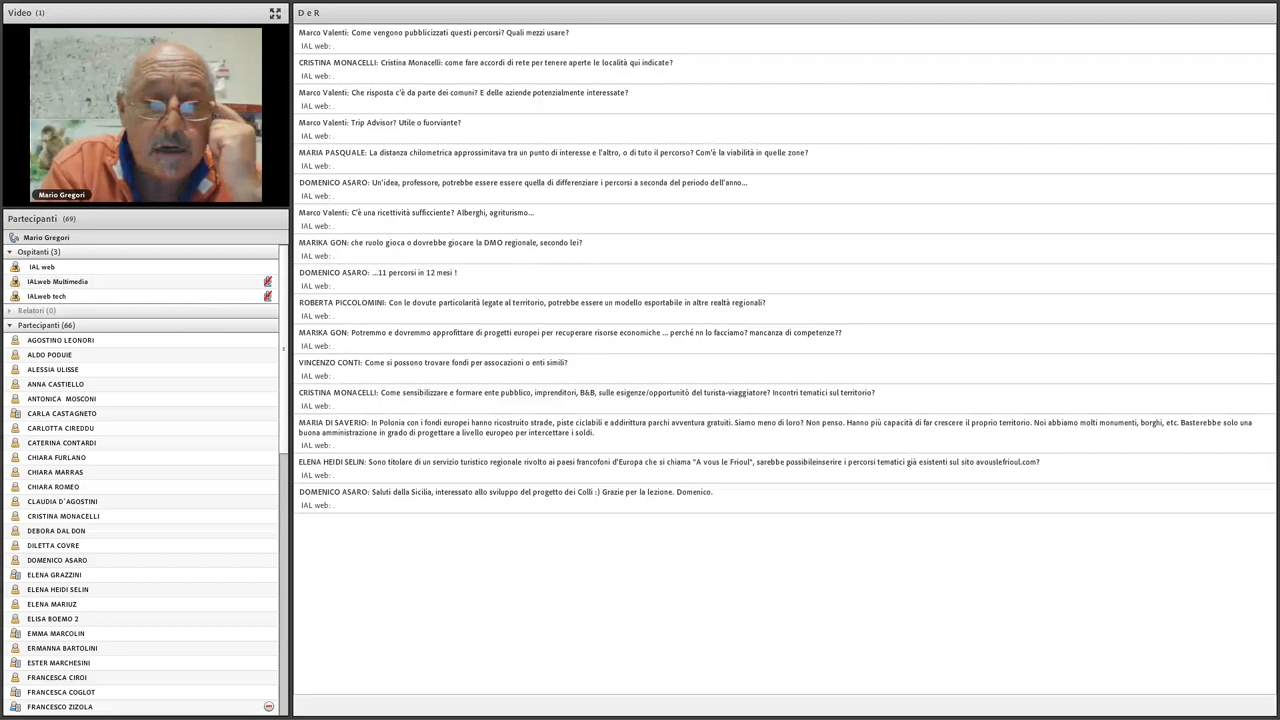 Video (1)
Mario Gregori
Partecipanti (69)
Mario Gregori
Ospitanti (3)
IAL web
IALweb Multimedia
IALweb tech
Relatori (0)
Partecipanti (66)
AGOSTINO LEONORI
ALDO PODUIE
ALESSIA ULISSE
ANNA CASTIELLO
ANTONICA MOSCONI
CARLA CASTAGNETO
CARLOTTA CIREDDU
CATERINA CONTARDI
CHIARA FURLANO
CHIARA MARRAS
CHIARA ROMEO
CLAUDIA D`AGOSTINI
CRISTINA MONACELLI
DEBORA DAL DON
DILETTA COVRE
DOMENICO ASARO
ELENA GRAZZINI
ELENA HEIDI SELIN
ELENA MARIUZ
ELISA BOEMO 2
EMMA MARCOLIN
ERMANNA BARTOLINI
ESTER MARCHESINI
FRANCESCA CIROI
FRANCESCA COGLOT
FRANCESCO ZIZOLA
D e R
Marco Valenti: Come vengono pubblicizzati questi percorsi? Quali mezzi usare?
IAL web: .
CRISTINA MONACELLI: Cristina Monacelli: come fare accordi di rete per tenere aperte le località qui indicate?
IAL web: .
Marco Valenti: Che risposta c'è da parte dei comuni? E delle aziende potenzialmente interessate?
IAL web: .
Marco Valenti: Trip Advisor? Utile o fuorviante?
IAL web: .
MARIA PASQUALE: La distanza chilometrica approssimitava tra un punto di interesse e l'altro, o di tuto il percorso? Com'è la viabilità in quelle zone?
IAL web: .
DOMENICO ASARO: Un'idea, professore, potrebbe essere essere quella di differenziare i percorsi a seconda del periodo dell'anno...
IAL web: .
Marco Valenti: C'è una ricettività sufficciente? Alberghi, agriturismo...
IAL web: .
MARIKA GON: che ruolo gioca o dovrebbe giocare la DMO regionale, secondo lei?
IAL web: .
DOMENICO ASARO: ...11 percorsi in 12 mesi !
IAL web: .
ROBERTA PICCOLOMINI: Con le dovute particolarità legate al territorio, potrebbe essere un modello esportabile in altre realtà regionali?
IAL web: .
MARIKA GON: Potremmo e dovremmo approfittare di progetti europei per recuperare risorse economiche ... perché nn lo facciamo? mancanza di competenze??
IAL web: .
VINCENZO CONTI: Come si possono trovare fondi per assocazioni o enti simili?
IAL web: .
CRISTINA MONACELLI: Come sensibilizzare e formare ente pubblico, imprenditori, B&B, sulle esigenze/opportunità del turista-viaggiatore? Incontri tematici sul territorio?
IAL web: .
MARIA DI SAVERIO: In Polonia con i fondi europei hanno ricostruito strade, piste ciclabili e addirittura parchi avventura gratuiti. Siamo meno di loro? Non penso. Hanno più capacità di far crescere il proprio territorio. Noi abbiamo molti monumenti, borghi, etc. Basterebbe solo una
buona amministrazione in grado di progettare a livello europeo per intercettare i soldi.
IAL web: .
ELENA HEIDI SELIN: Sono titolare di un servizio turistico regionale rivolto ai paesi francofoni d'Europa che si chiama "A vous le Frioul", sarebbe possibileinserire i percorsi tematici già esistenti sul sito avouslefrioul.com?
IAL web: .
DOMENICO ASARO: Saluti dalla Sicilia, interessato allo sviluppo del progetto dei Colli :) Grazie per la lezione. Domenico.
IAL web: .